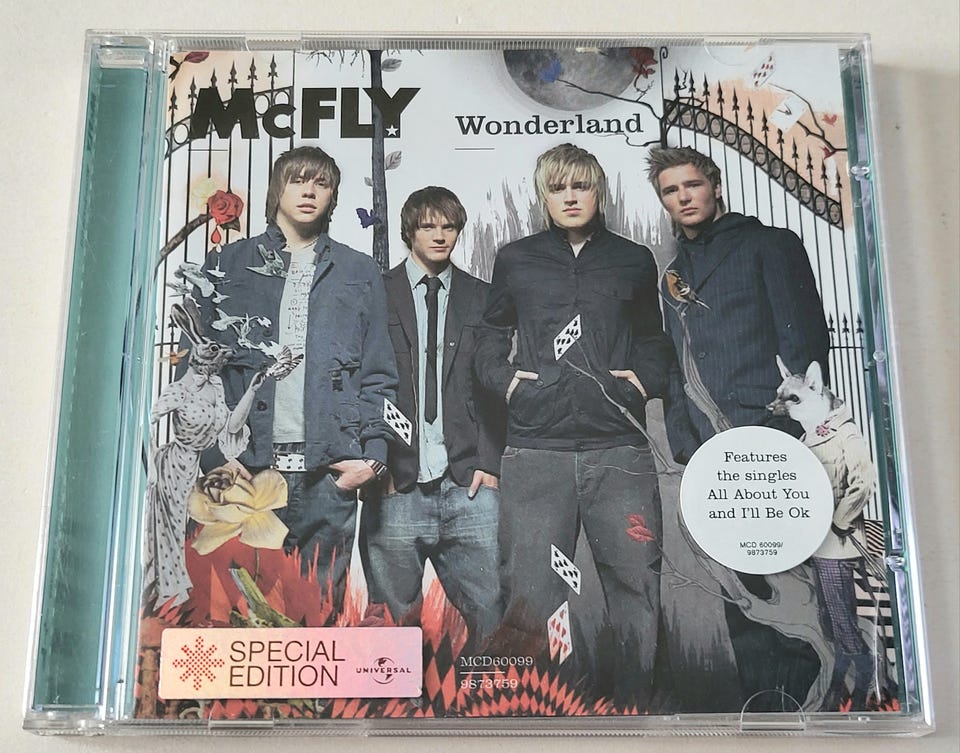 McFLY
Wonderland
Features
the singles
All About You
and I'll Be Ok
MCD 60099/
9873759
SPECIAL
EDITION
UNIVERSAL
MCD60099
9873759